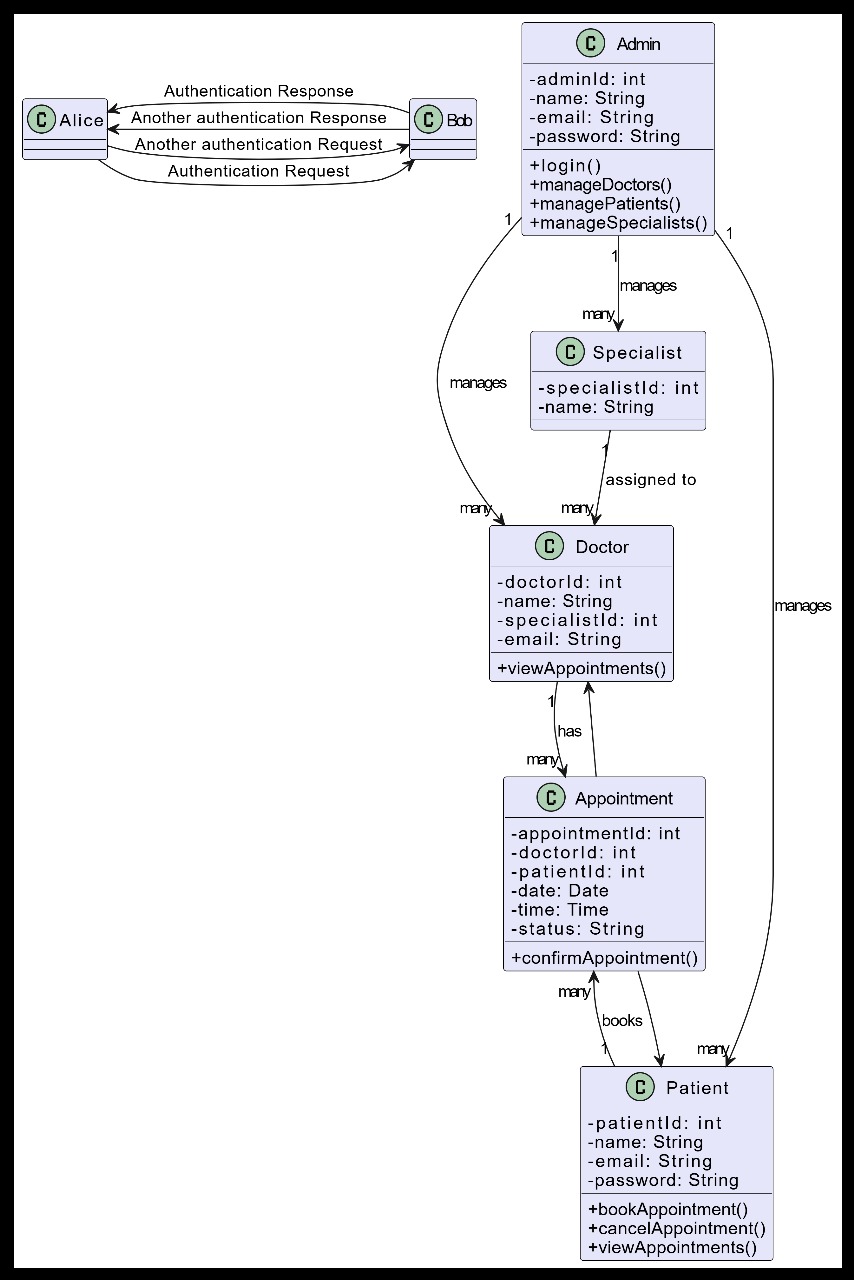 Authentication Response
Another authentication Response
Another authentication Request
Authentication Request
C Alice
C Bob
C Admin
-adminId: int
-name: String
-email: String
-password: String
+login()
+manageDoctors()
+managePatients()
+manageSpecialists()
1
1
1
manages
many
C Specialist
-specialistId: int
-name: String
manages
1
assigned to
many
many
C Doctor
-doctorId: int
-name: String
-specialistId: int
-email: String
+viewAppointments()
manages
1
has
many
C Appointment
-appointmentId: int
-doctorId: int
-patientId: int
-date: Date
-time: Time
-status: String
+confirmAppointment()
many
books
1
many
C Patient
-patientId: int
-name: String
-email: String
-password: String
+bookAppointment()
+cancelAppointment()
+viewAppointments()